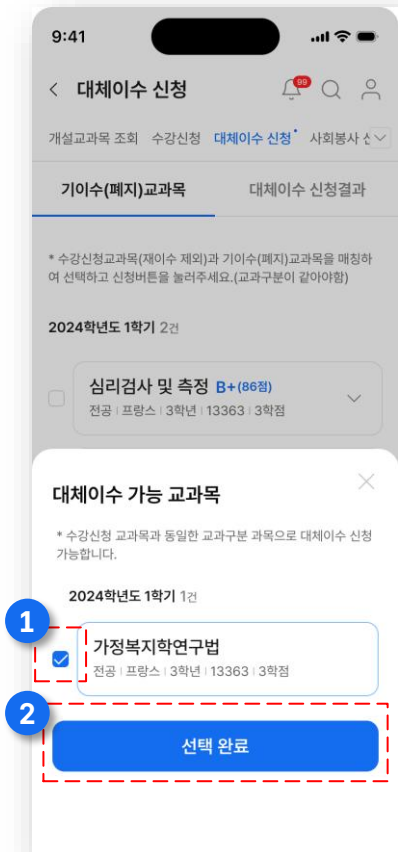 9:41
대체이수 신청
99
개설교과목 조회 수강신청 대체이수 신청 사회봉사
기이수(폐지)교과목 대체이수 신청결과
* 수강신청교과목(재이수 제외)과 기이수(폐지)교과목을 매칭하
여 선택하고 신청버튼을 눌러주세요.(교과구분이 같아야함)
2024학년도 1학기 2건
심리검사 및 측정 B+(86점)
전공 | 프랑스 | 3학년 | 13363 | 3학점
대체이수 가능 교과목
* 수강신청 교과목과 동일한 교과구분 과목으로 대체이수 신청
가능합니다.
2024학년도 1학기 1건
1
가정복지학연구법
전공 | 프랑스 | 3학년 | 13363 | 3학점
2
선택 완료